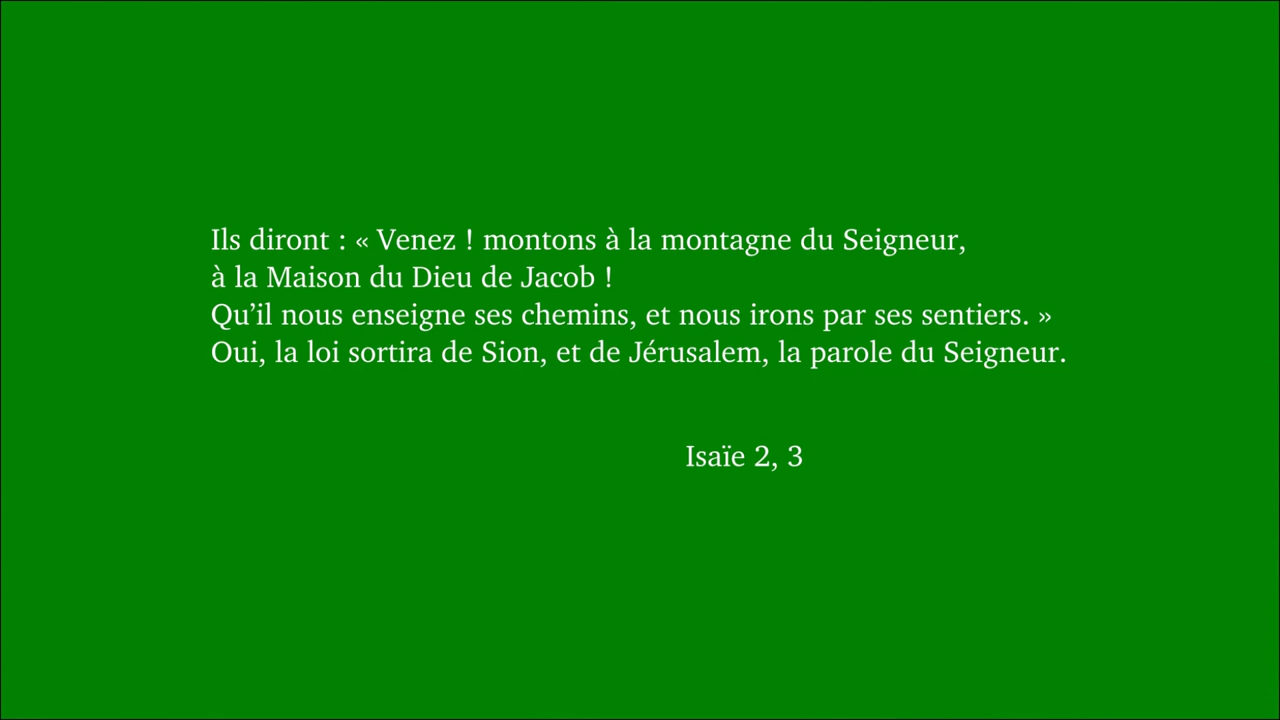 Ils diront : « Venez ! montons à la montagne du Seigneur,
à la Maison du Dieu de Jacob !
Qu’il nous enseigne ses chemins, et nous irons par ses sentiers. »
Oui, la loi sortira de Sion, et de Jérusalem, la parole du Seigneur.
Isaïe 2, 3